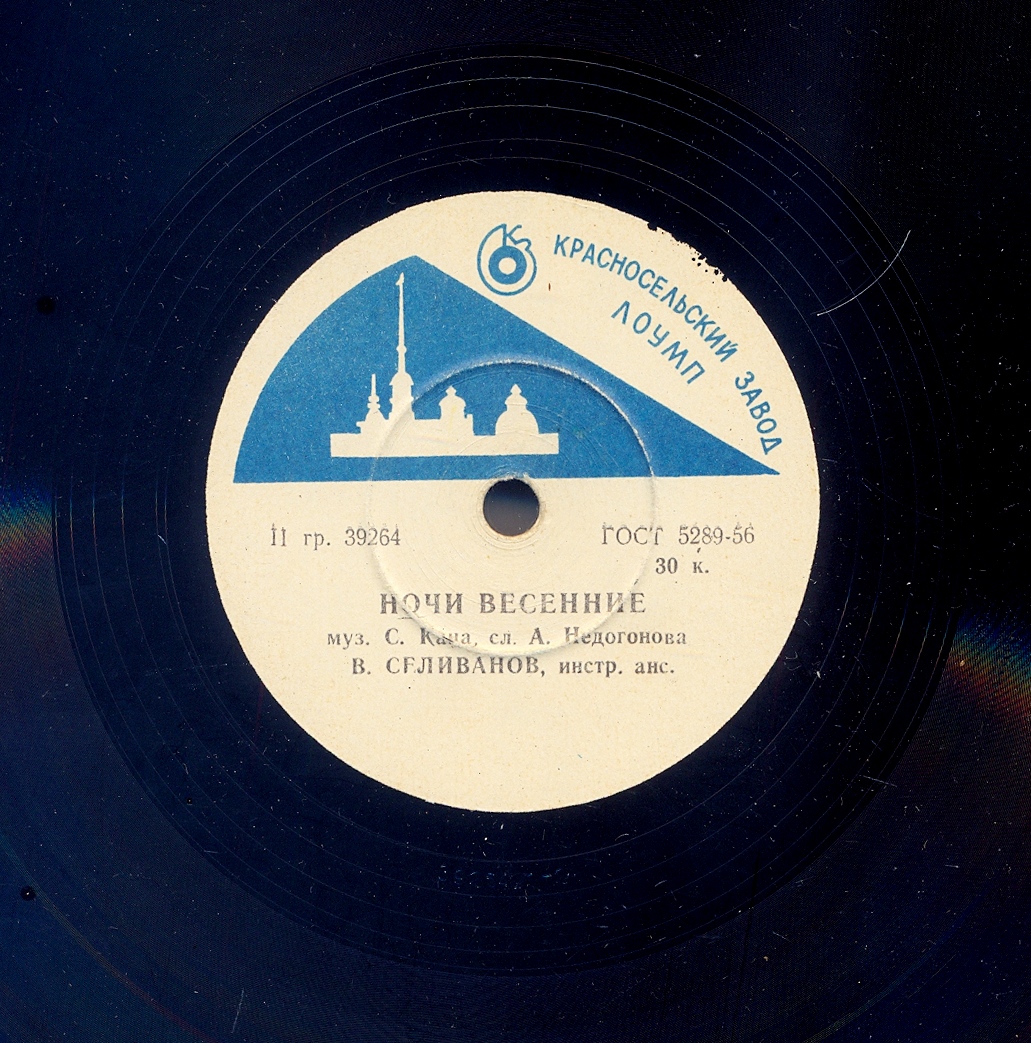 КРАСНОСЕЛЬСКИЙ ЗАВОД
ЛОУМП
II гр. 39264
ГОСТ 5289-56
30 к.
НОЧИ ВЕСЕННИЕ
муз. С. Каца, сл. А. Недогонова
В. СЕЛИВАНОВ, инстр. анс.